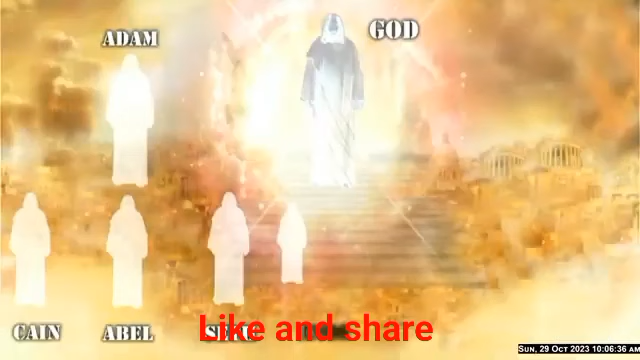 GOD
ADAM
CAIN
ABEL
Like and share
Sun, 29 Oct 2023 10:06:36 AM